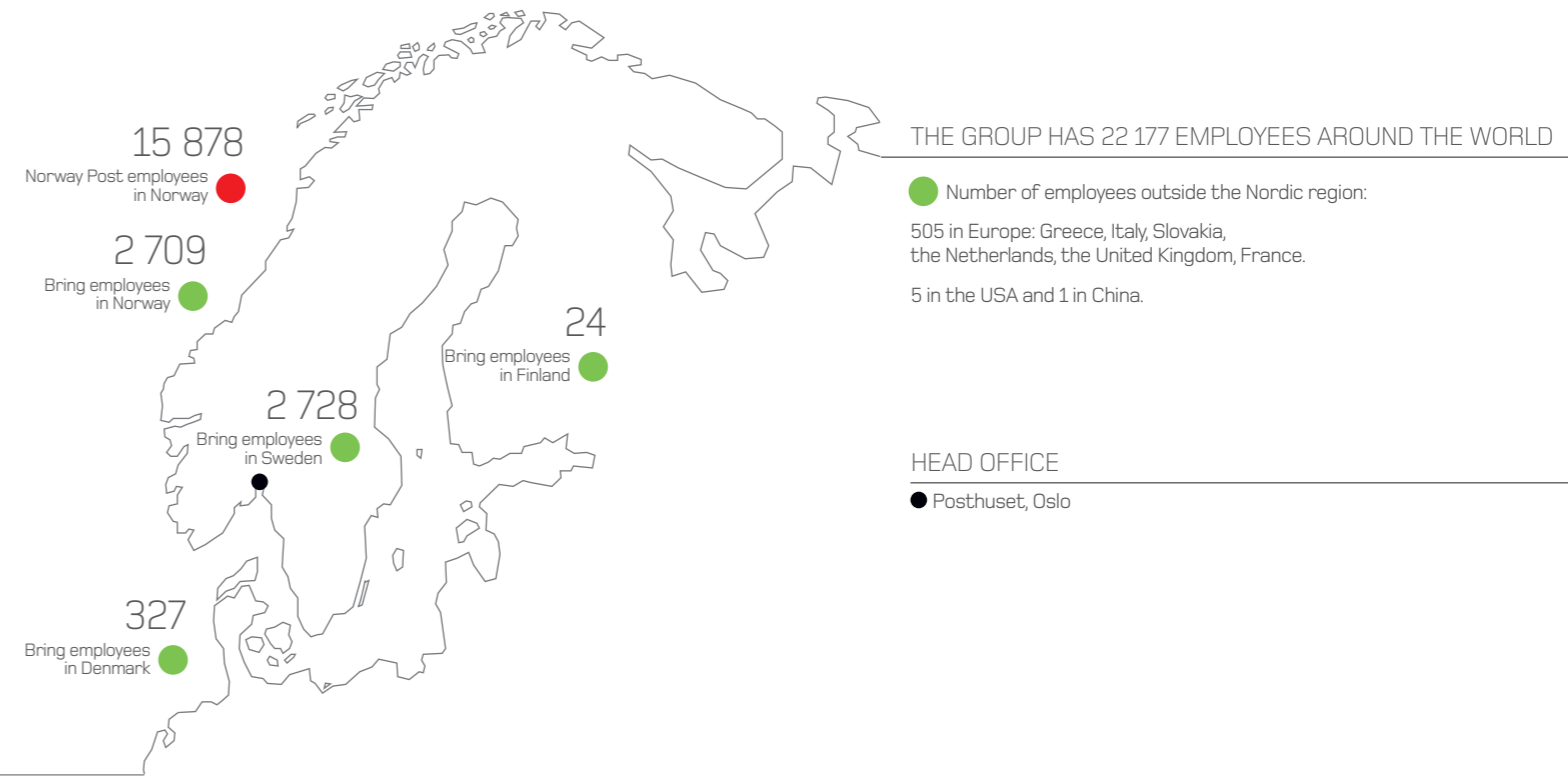 15 878
Norway Post employees
in Norway
2 709
Bring employees
in Norway
24
Bring employees
in Finland
2 728
Bring employees
in Sweden
327
Bring employees
in Denmark
THE GROUP HAS 22 177 EMPLOYEES AROUND THE WORLD
Number of employees outside the Nordic region:
505 in Europe: Greece, Italy, Slovakia,
the Netherlands, the United Kingdom, France.
5 in the USA and 1 in China.
HEAD OFFICE
Posthuset, Oslo